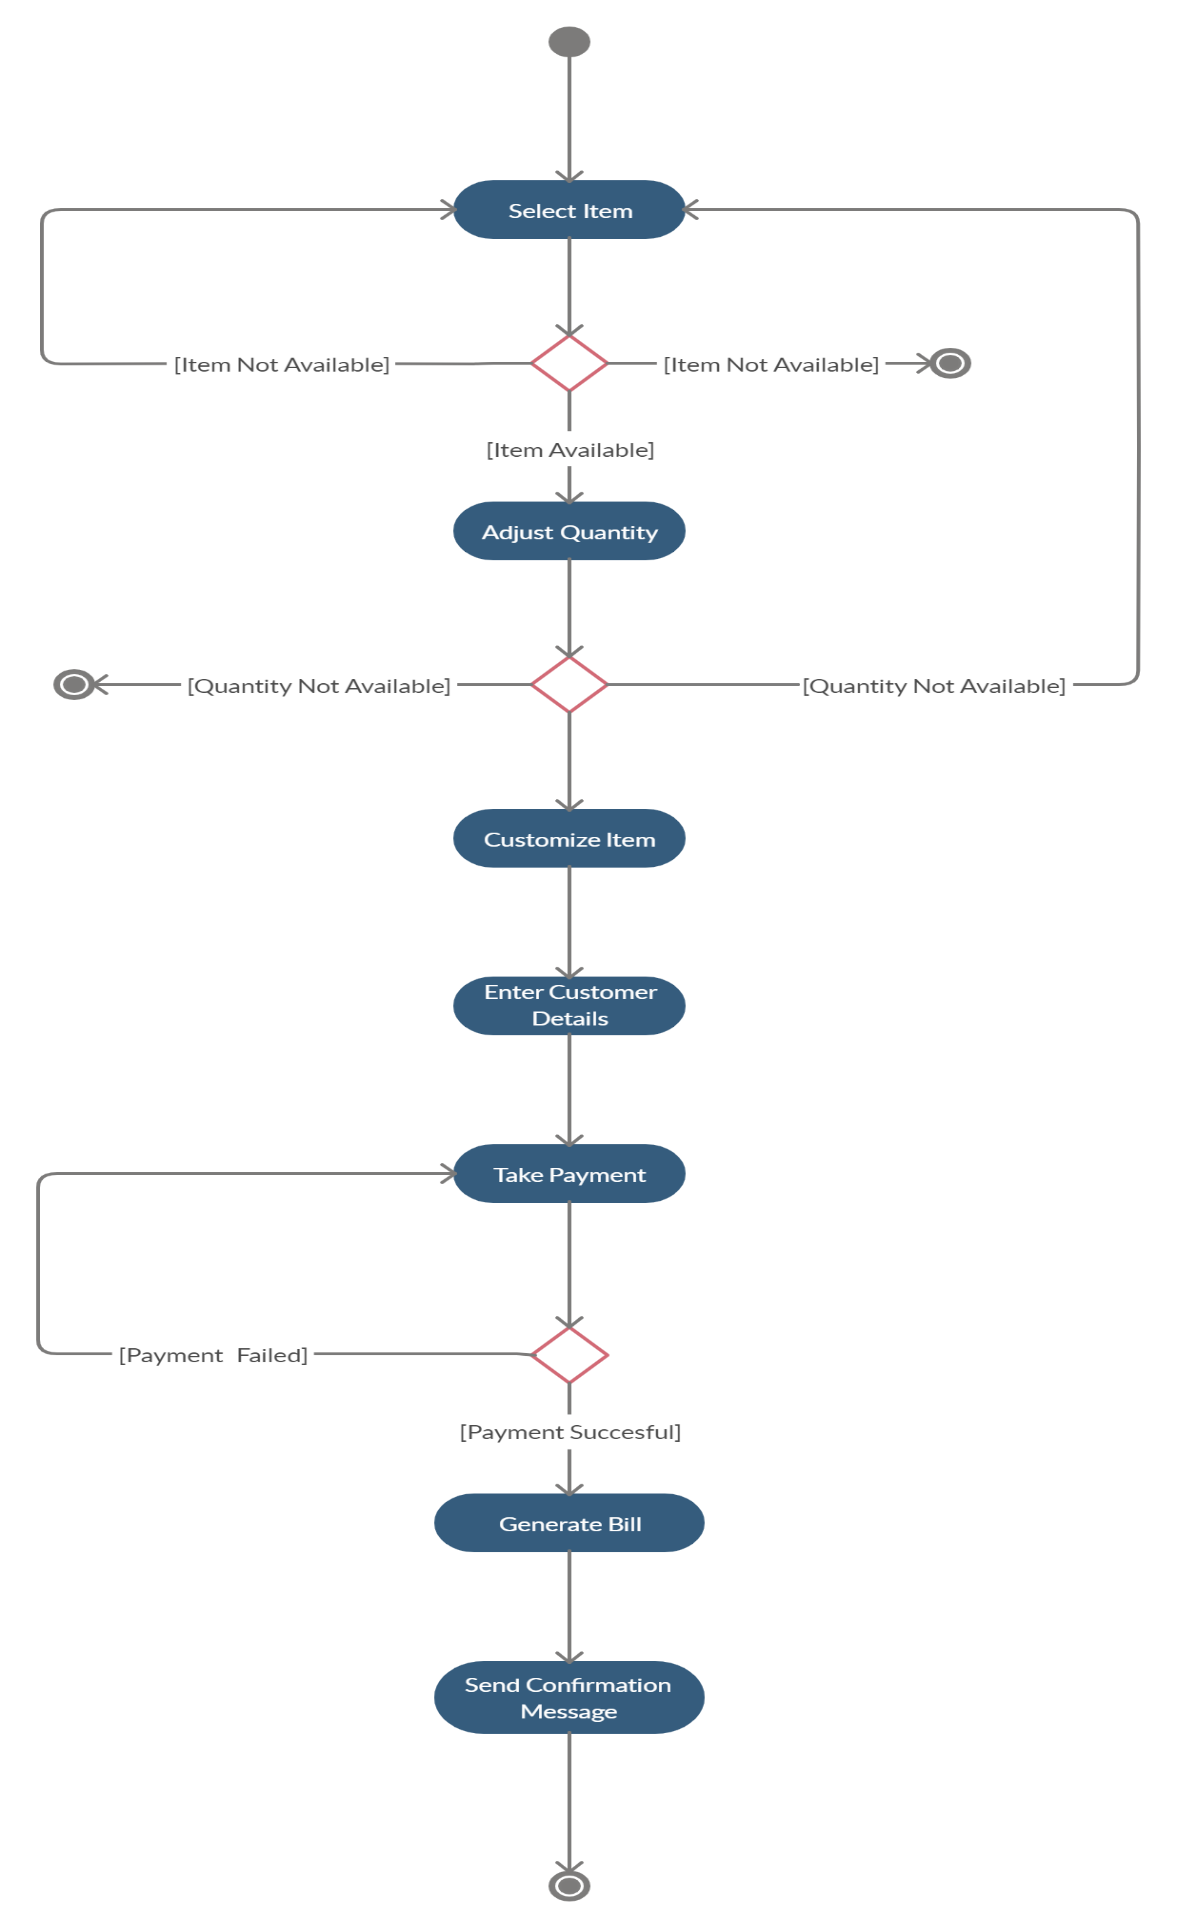 Select Item
[Item Not Available]
[Item Not Available]
[Item Available]
Adjust Quantity
[Quantity Not Available]
[Quantity Not Available]
Customize Item
Enter Customer
Details
Take Payment
[Payment  Failed]
[Payment Succesful]
Generate Bill
Send Confirmation
Message